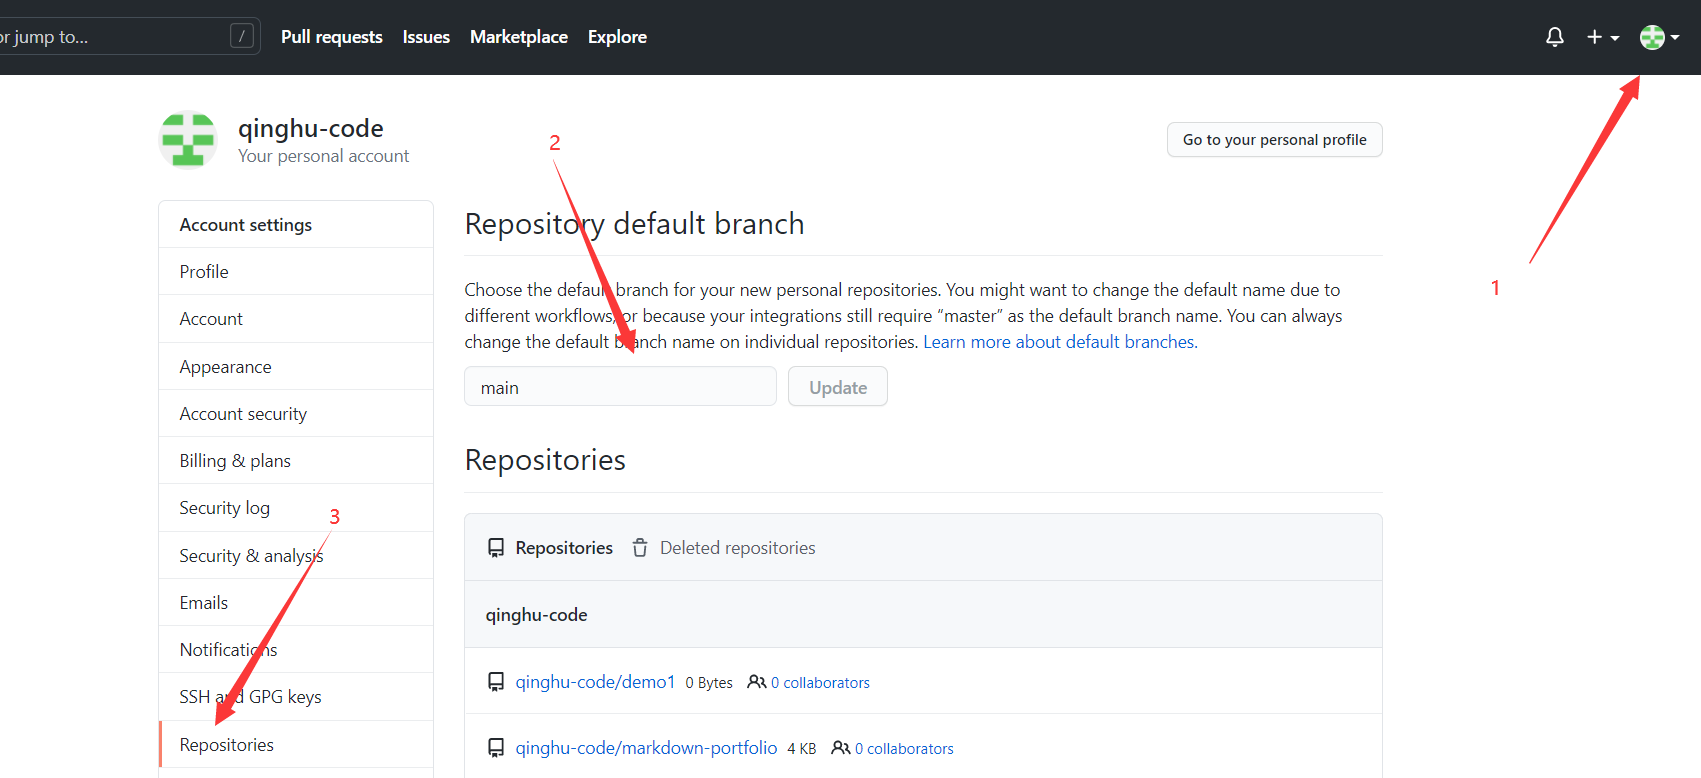 or jump to... /
Pull requests Issues Marketplace Explore
qinghu-code
Your personal account
Go to your personal profile
1
2
3
Account settings
Profile
Account
Appearance
Account security
Billing & plans
Security log
Security & analysis
Emails
Notifications
SSH and GPG keys
Repositories
Repository default branch
Choose the default branch for your new personal repositories. You might want to change the default name due to
different workflows, or because your integrations still require “master” as the default branch name. You can always
change the default branch name on individual repositories. Learn more about default branches.
main Update
Repositories
Repositories Deleted repositories
qinghu-code
qinghu-code/demo1 0 Bytes 0 collaborators
qinghu-code/markdown-portfolio 4 KB 0 collaborators